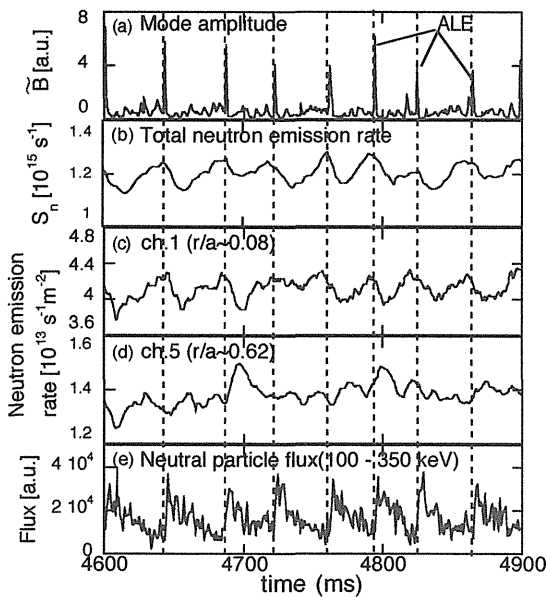 (a) Mode amplitude
ALE
B̃ [a.u.]
8
4
0
(b) Total neutron emission rate
Sn [10^15 s^-1]
1.4
1.2
1
(c) ch.1 (r/a~0.08)
4.8
4.4
4
3.6
Neutron emission
rate [10^13 s^-1 m^-2]
(d) ch.5 (r/a~0.62)
1.6
1.4
1.2
(e) Neutral particle flux(100 - 350 keV)
Flux [a.u.]
4 10^4
2 10^4
0
4600
4700
4800
4900
time (ms)